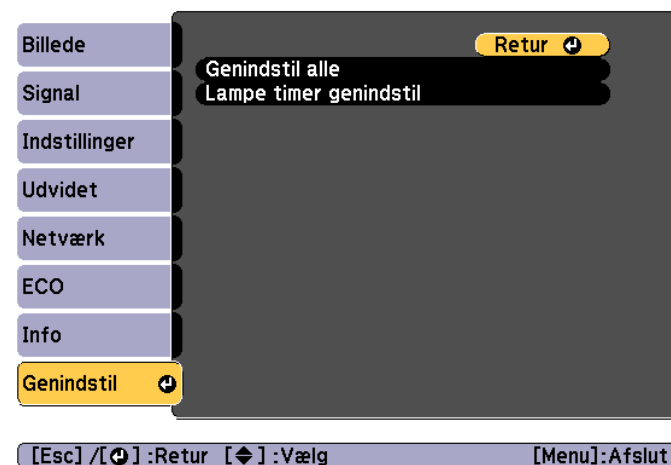 Billede
Signal
Indstillinger
Udvidet
Netværk
ECO
Info
Genindstil
Retur
Genindstil alle
Lampe timer genindstil
[Esc] /[ ] :Retur [ ] :Vælg [Menu]:Afslut